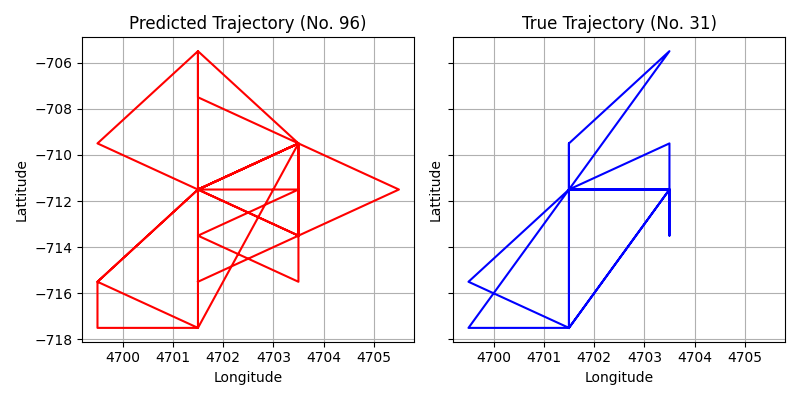 Predicted Trajectory (No. 96)
True Trajectory (No. 31)
Lattitude
−706
−708
−710
−712
−714
−716
−718
4700 4701 4702 4703 4704 4705
Longitude
Lattitude
4700 4701 4702 4703 4704 4705
Longitude